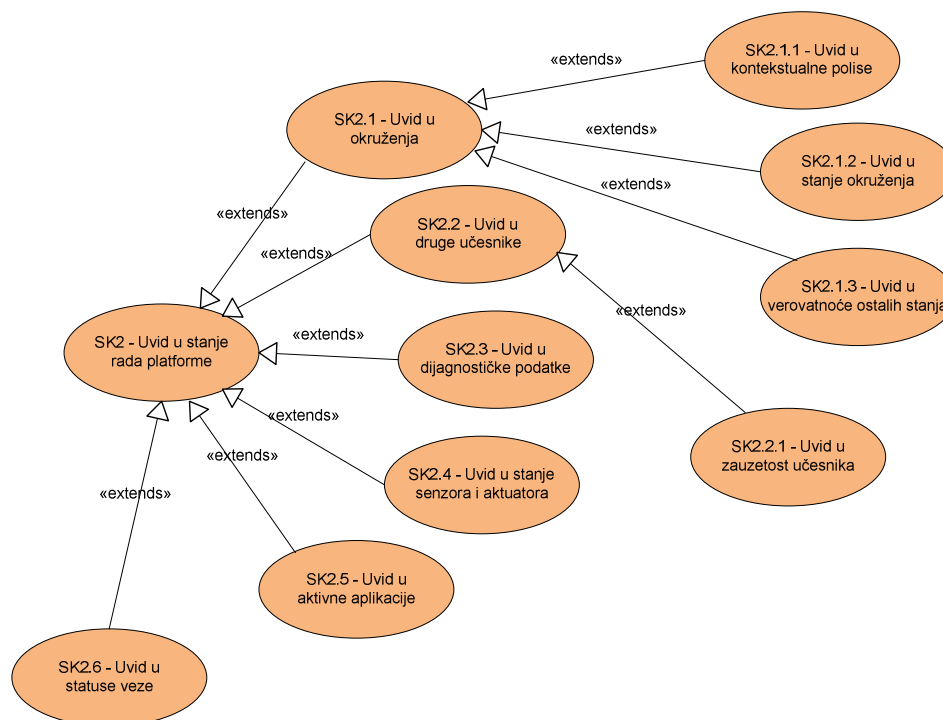 SK2.1.1 - Uvid u
kontekstualne polise
«extends»
SK2.1 - Uvid u
okruženja
«extends»
SK2.1.2 - Uvid u
stanje okruženja
«extends»
«extends»
SK2.2 - Uvid u
druge učesnike
«extends»
SK2.1.3 - Uvid u
verovatnoće ostalih stanja
«extends»
SK2 - Uvid u stanje
rada platforme
«extends»
SK2.3 - Uvid u
dijagnostičke podatke
«extends»
SK2.2.1 - Uvid u
zauzetost učesnika
«extends»
SK2.4 - Uvid u stanje
senzora i aktuatora
«extends»
SK2.5 - Uvid u
aktivne aplikacije
SK2.6 - Uvid u
statuse veze